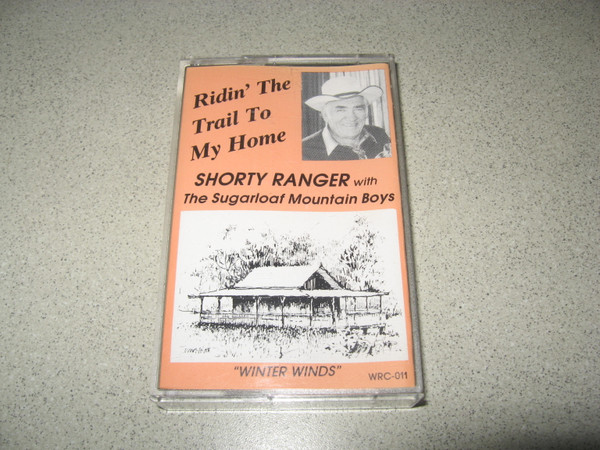 Ridin' The
Trail To
My Home
SHORTY RANGER with
The Sugarloaf Mountain Boys
"WINTER WINDS"
WRC-011